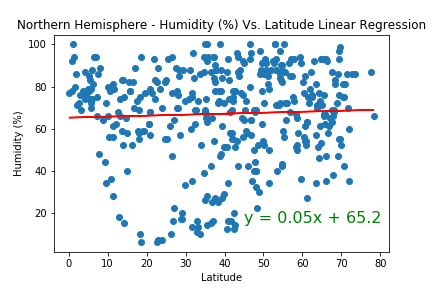 Northern Hemisphere - Humidity (%) Vs. Latitude Linear Regression
100
80
60
40
20
Humidity (%)
y = 0.05x + 65.2
0 10 20 30 40 50 60 70 80
Latitude